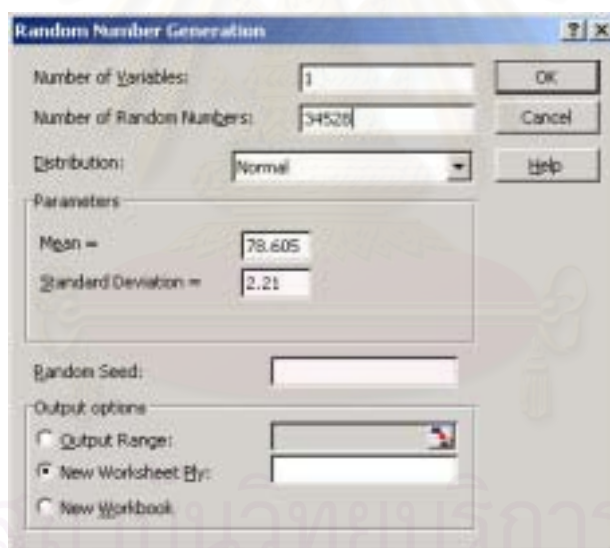 Random Number Generation
Number of Variables: 1
OK
Number of Random Numbers: 34528
Cancel
Distribution: Normal
Help
Parameters
Mean = 78.605
Standard Deviation = 2.21
Random Seed:
Output options
Output Range:
New Worksheet Ply:
New Workbook